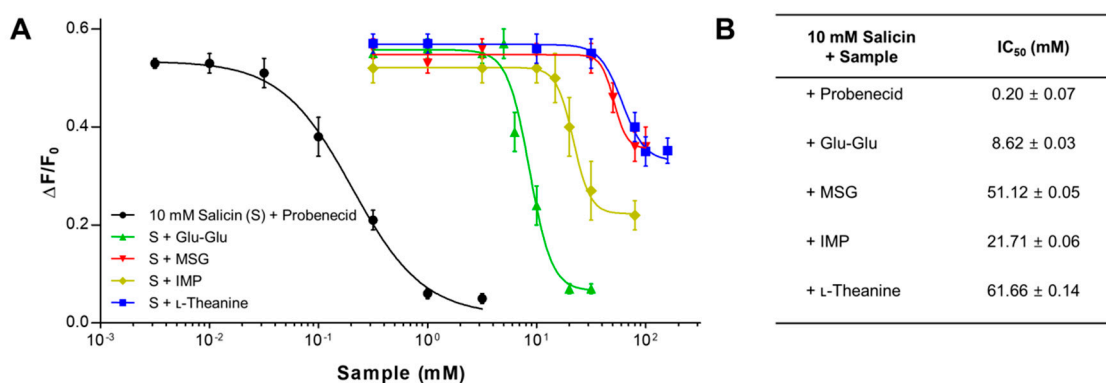 A
ΔF/F₀
0.6
0.4
0.2
0.0
10 mM Salicin (S) + Probenecid
S + Glu-Glu
S + MSG
S + IMP
S + ʟ-Theanine
10⁻³ 10⁻² 10⁻¹ 10⁰ 10¹ 10²
Sample (mM)
B
10 mM Salicin IC₅₀ (mM)
+ Sample
+ Probenecid 0.20 ± 0.07
+ Glu-Glu 8.62 ± 0.03
+ MSG 51.12 ± 0.05
+ IMP 21.71 ± 0.06
+ ʟ-Theanine 61.66 ± 0.14